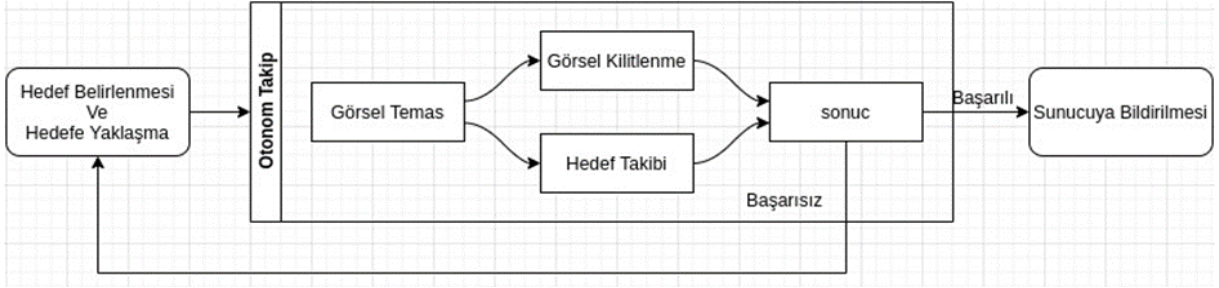 Hedef Belirlenmesi
Ve
Hedefe Yaklaşma
Otonom Takip
Görsel Temas
Görsel Kilitlenme
Hedef Takibi
sonuc
Başarılı
Sunucuya Bildirilmesi
Başarısız